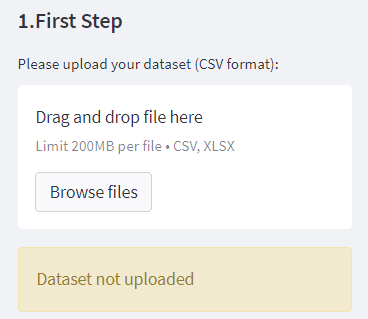 1.First Step
Please upload your dataset (CSV format):
Drag and drop file here
Limit 200MB per file • CSV, XLSX
Browse files
Dataset not uploaded